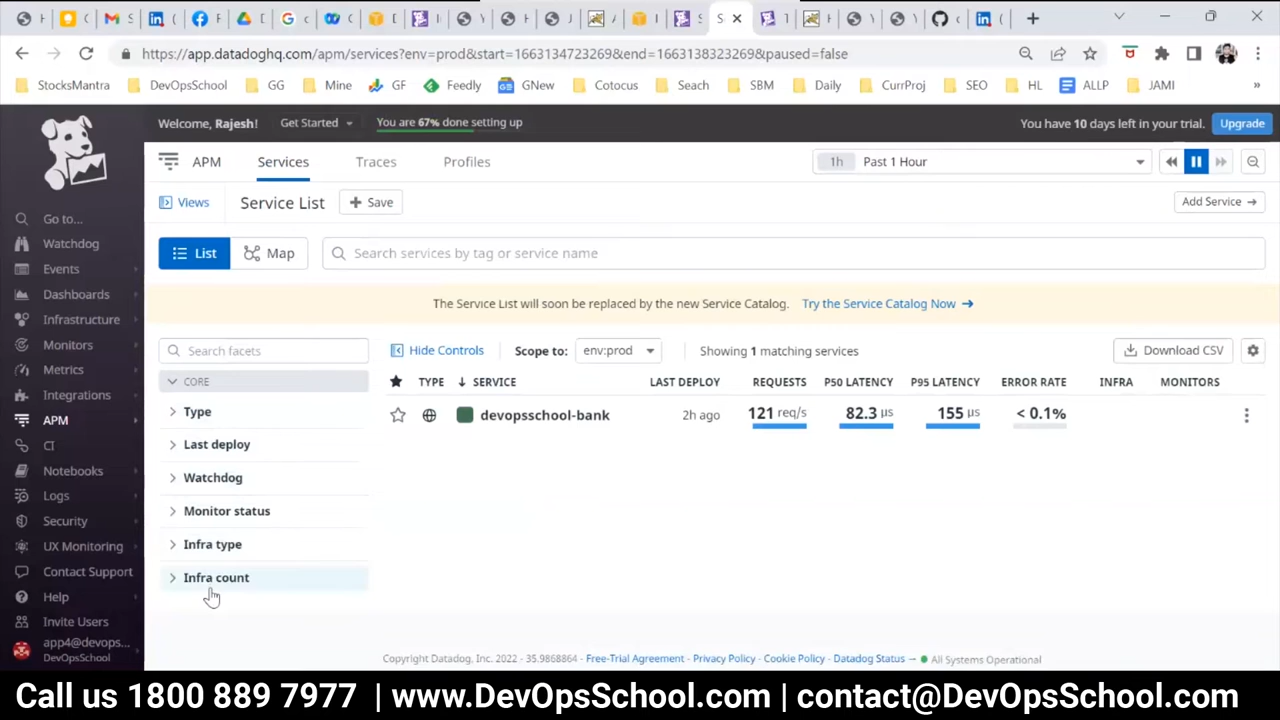 https://app.datadoghq.com/apm/services?env=prod&start=1663134723269&end=1663138323269&paused=false
StocksMantra DevOpsSchool GG Mine GF Feedly GNew Cotocus Seach SBM Daily CurrProj SEO HL ALLP JAMI »
Welcome, Rajesh! Get Started You are 67% done setting up You have 10 days left in your trial. Upgrade
APM Services Traces Profiles 1h Past 1 Hour
Views Service List + Save Add Service →
List Map Search services by tag or service name
The Service List will soon be replaced by the new Service Catalog. Try the Service Catalog Now →
Go to...
Watchdog
Events
Dashboards
Infrastructure
Monitors
Metrics
Integrations
APM
CI
Notebooks
Logs
Security
UX Monitoring
Contact Support
Help
Invite Users
app4@devops...
DevOpsSchool
Search facets
CORE
Type
Last deploy
Watchdog
Monitor status
Infra type
Infra count
Hide Controls Scope to: env:prod Showing 1 matching services Download CSV
TYPE SERVICE LAST DEPLOY REQUESTS P50 LATENCY P95 LATENCY ERROR RATE INFRA MONITORS
devopsschool-bank 2h ago 121 req/s 82.3 µs 155 µs < 0.1%
Copyright Datadog, Inc. 2022 - 35.9868864 - Free-Trial Agreement - Privacy Policy - Cookie Policy - Datadog Status → All Systems Operational
Call us 1800 889 7977 | www.DevOpsSchool.com | contact@DevOpsSchool.com